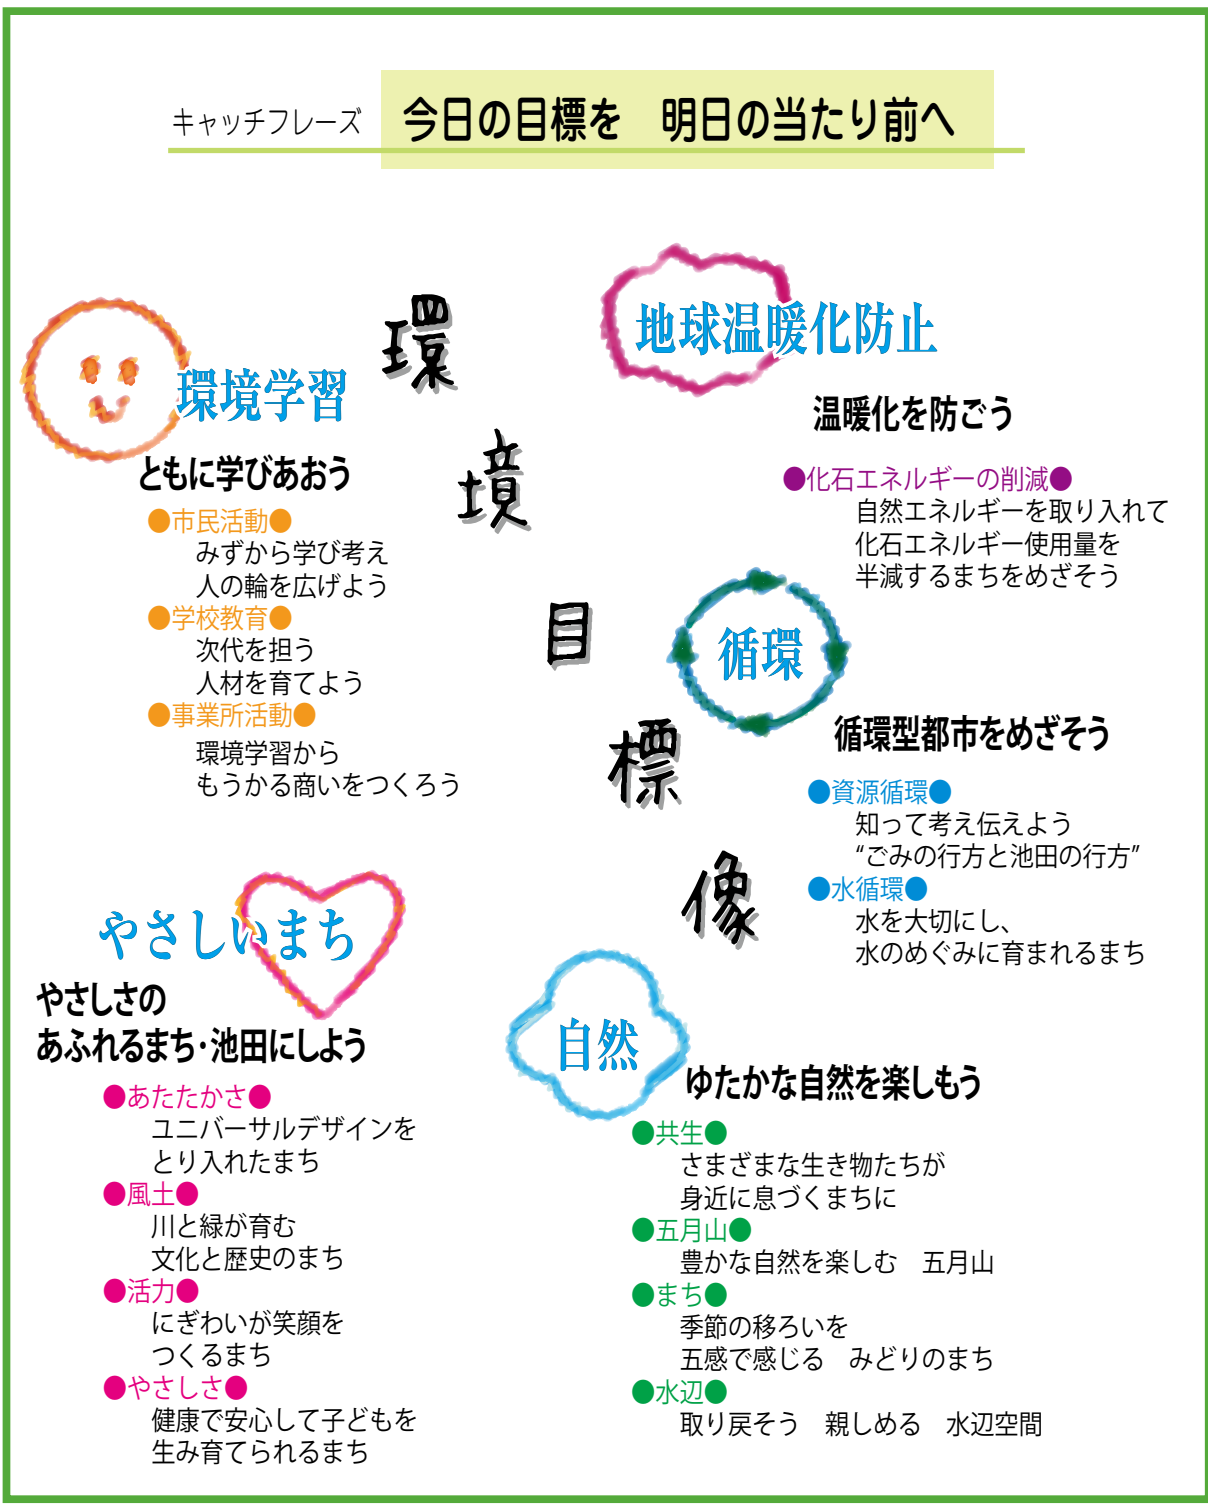 キャッチフレーズ 今日の目標を　明日の当たり前へ
環境目標像
環境学習
ともに学びあおう
●市民活動●
みずから学び考え
人の輪を広げよう
●学校教育●
次代を担う
人材を育てよう
●事業所活動●
環境学習から
もうかる商いをつくろう
地球温暖化防止
温暖化を防ごう
●化石エネルギーの削減●
自然エネルギーを取り入れて
化石エネルギー使用量を
半減するまちをめざそう
循環
循環型都市をめざそう
●資源循環●
知って考え伝えよう
“ごみの行方と池田の行方”
●水循環●
水を大切にし、
水のめぐみに育まれるまち
やさしいまち
やさしさの
あふれるまち・池田にしよう
●あたたかさ●
ユニバーサルデザインを
とり入れたまち
●風土●
川と緑が育む
文化と歴史のまち
●活力●
にぎわいが笑顔を
つくるまち
●やさしさ●
健康で安心して子どもを
生み育てられるまち
自然
ゆたかな自然を楽しもう
●共生●
さまざまな生き物たちが
身近に息づくまちに
●五月山●
豊かな自然を楽しむ　五月山
●まち●
季節の移ろいを
五感で感じる　みどりのまち
●水辺●
取り戻そう　親しめる　水辺空間